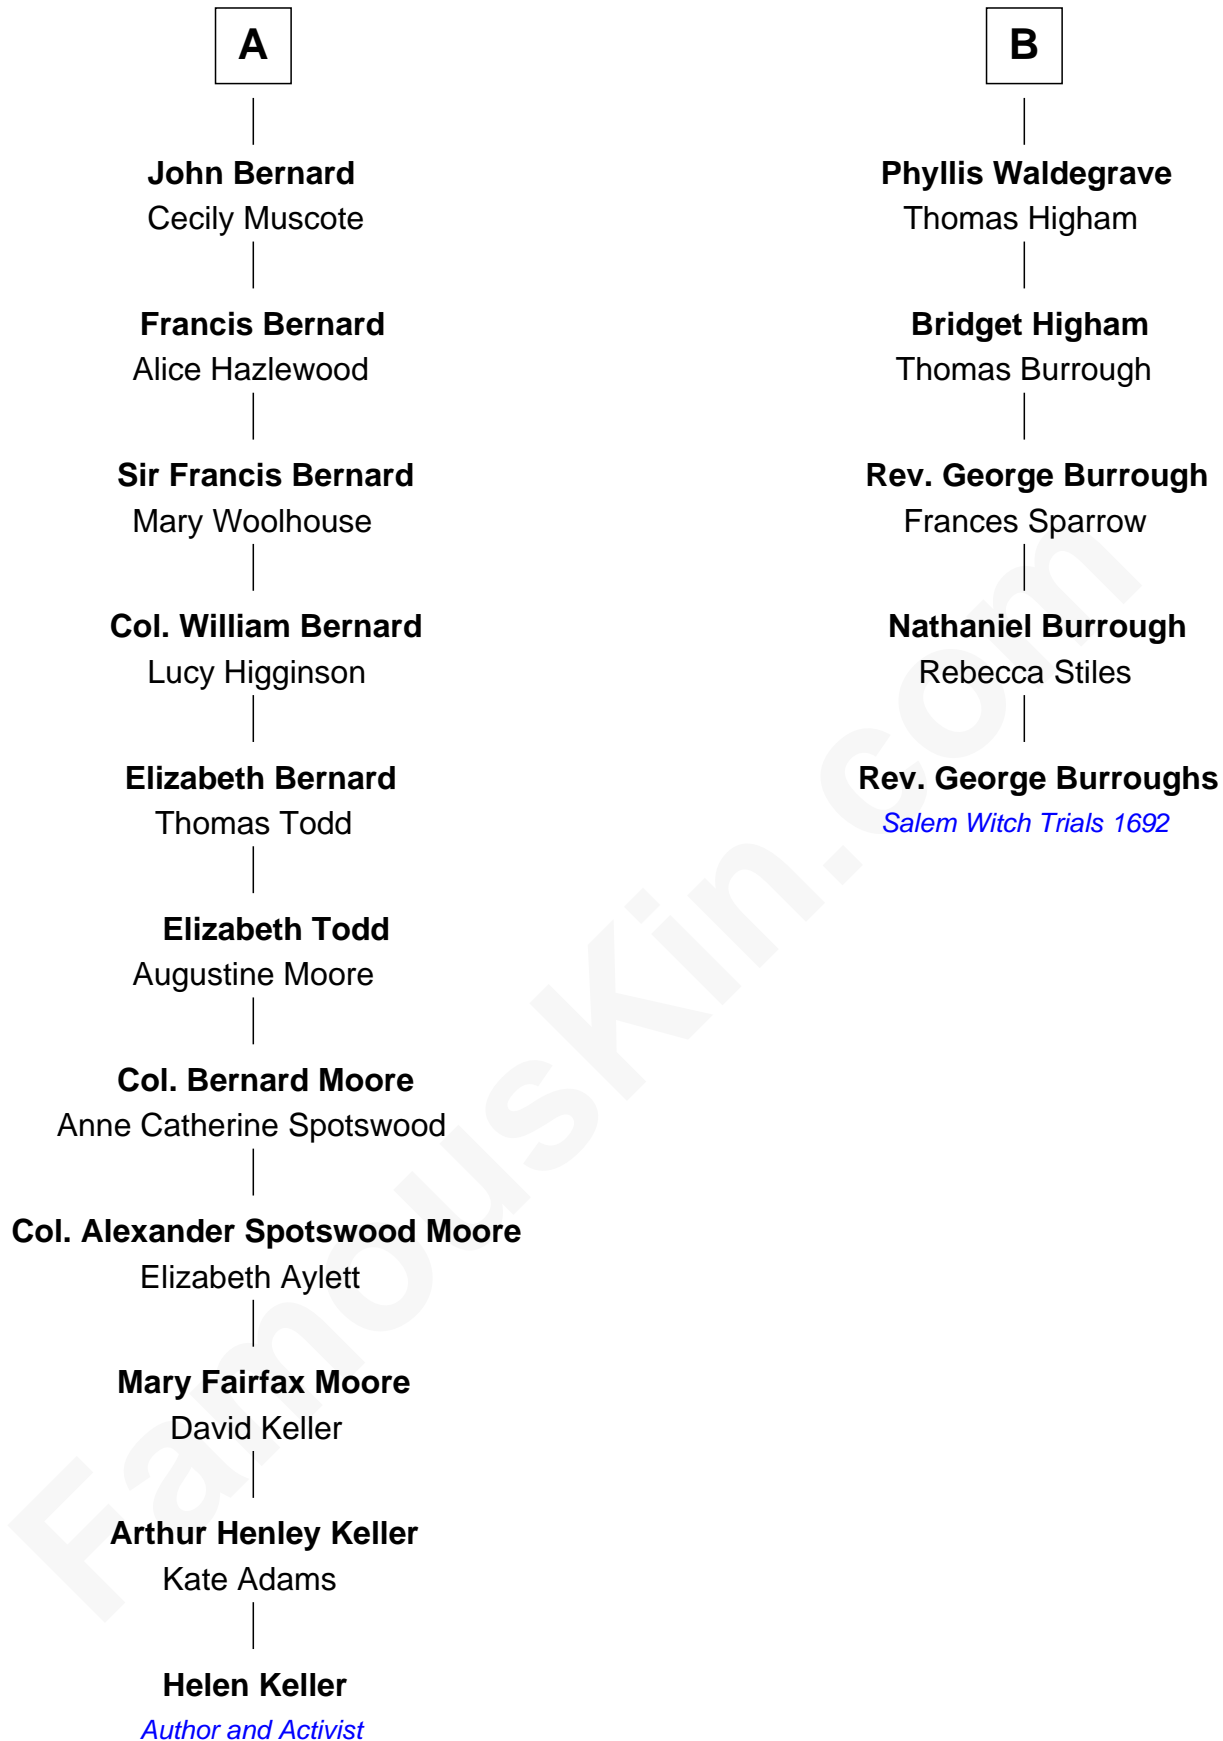 A
John Bernard
Cecily Muscote
Francis Bernard
Alice Hazlewood
Sir Francis Bernard
Mary Woolhouse
Col. William Bernard
Lucy Higginson
Elizabeth Bernard
Thomas Todd
Elizabeth Todd
Augustine Moore
Col. Bernard Moore
Anne Catherine Spotswood
Col. Alexander Spotswood Moore
Elizabeth Aylett
Mary Fairfax Moore
David Keller
Arthur Henley Keller
Kate Adams
Helen Keller
Author and Activist
B
Phyllis Waldegrave
Thomas Higham
Bridget Higham
Thomas Burrough
Rev. George Burrough
Frances Sparrow
Nathaniel Burrough
Rebecca Stiles
Rev. George Burroughs
Salem Witch Trials 1692
FamousKin.com